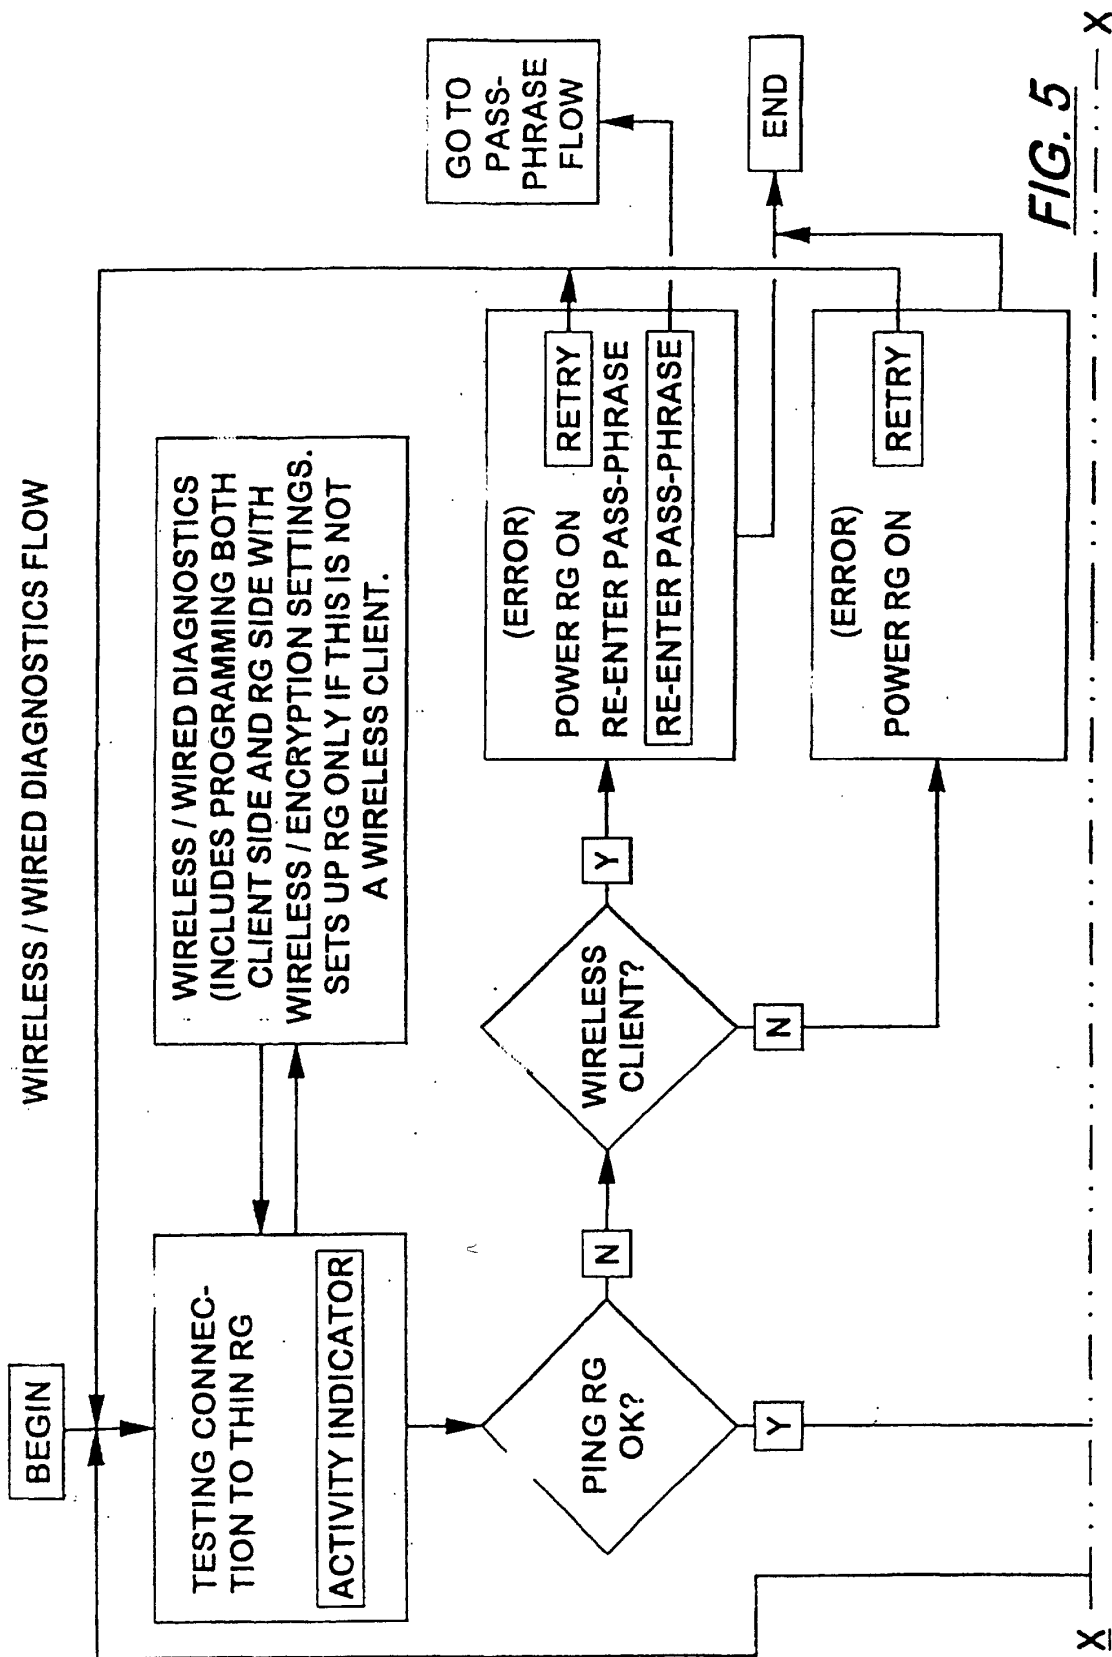 WIRELESS / WIRED DIAGNOSTICS FLOW
BEGIN
TESTING CONNEC-
TION TO THIN RG
ACTIVITY INDICATOR
WIRELESS / WIRED DIAGNOSTICS
(INCLUDES PROGRAMMING BOTH
CLIENT SIDE AND RG SIDE WITH
WIRELESS / ENCRYPTION SETTINGS.
SETS UP RG ONLY IF THIS IS NOT
A WIRELESS CLIENT.
PING RG
OK?
N
Y
WIRELESS
CLIENT?
Y
N
(ERROR)
POWER RG ON
RETRY
RE-ENTER PASS-PHRASE
RE-ENTER PASS-PHRASE
GO TO
PASS-
PHRASE
FLOW
(ERROR)
POWER RG ON
RETRY
END
X
X
FIG. 5